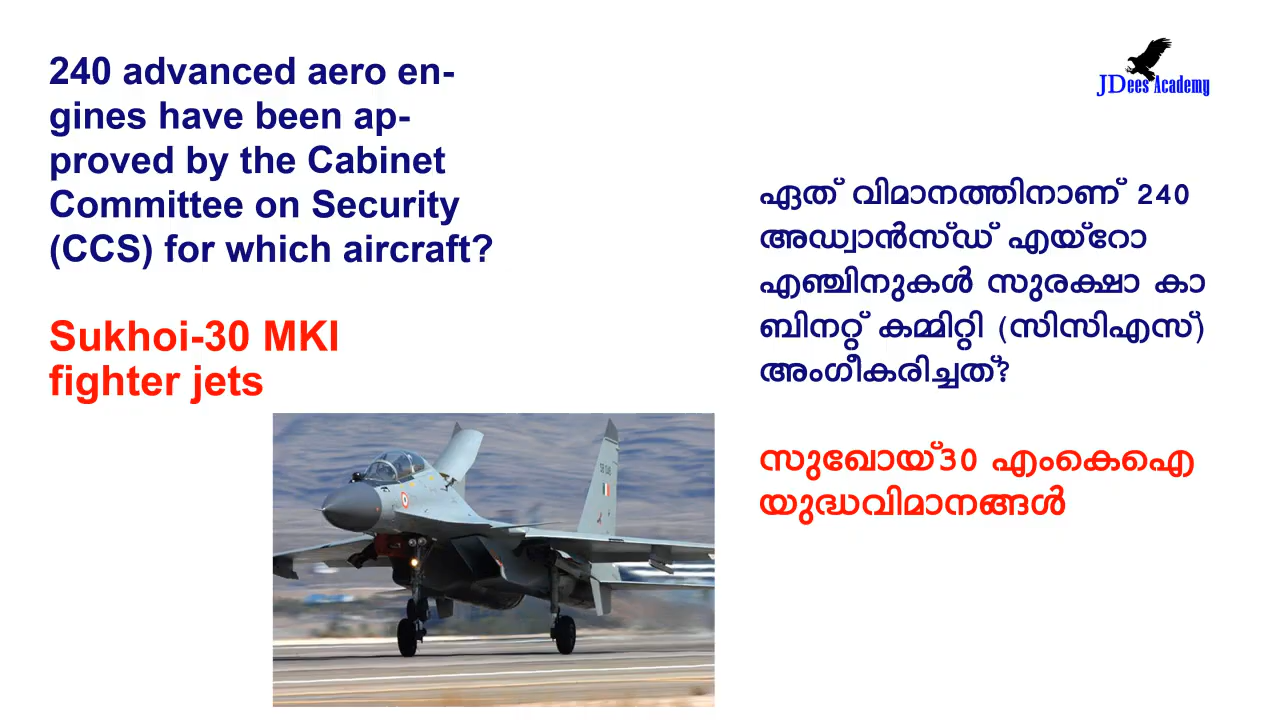 240 advanced aero en-
gines have been ap-
proved by the Cabinet
Committee on Security
(CCS) for which aircraft?
Sukhoi-30 MKI
fighter jets
JDees Academy
ഏത് വിമാനത്തിനാണ് 240
അഡ്വാൻസ്ഡ് എയ്റോ
എഞ്ചിനുകൾ സുരക്ഷാ കാ
ബിനറ്റ് കമ്മിറ്റി (സിസിഎസ്)
അംഗീകരിച്ചത്?
സുഖോയ്30 എംകെഐ
യുദ്ധവിമാനങ്ങൾ